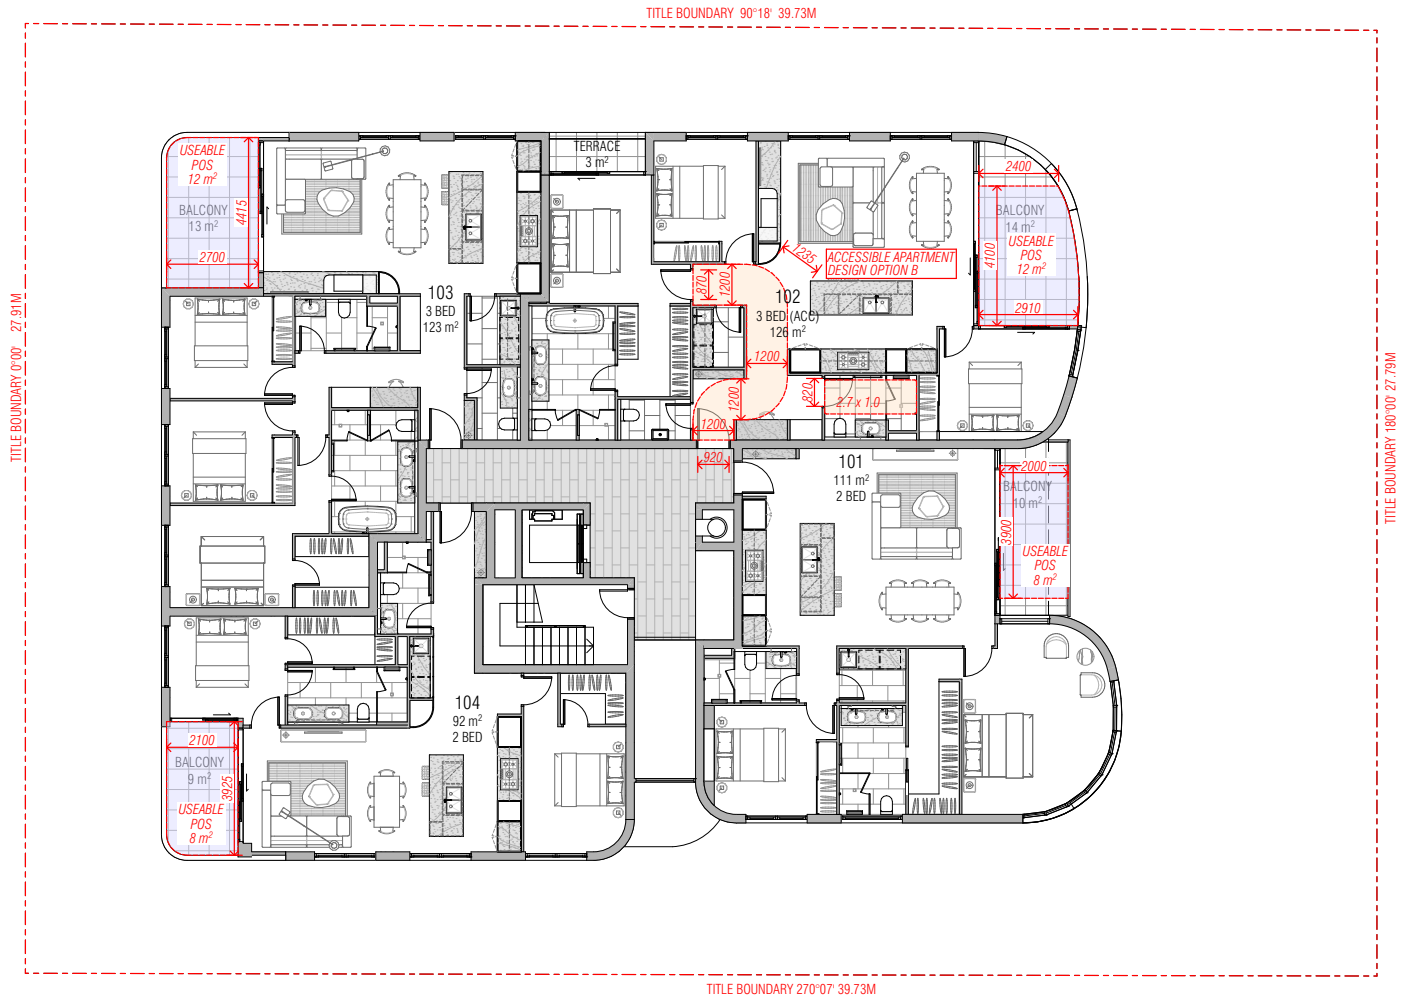 TITLE BOUNDARY 90°18' 39.73M
TITLE BOUNDARY 0°00' 27.91M
TITLE BOUNDARY 180°00' 27.79M
TITLE BOUNDARY 270°07' 39.73M
USEABLE
POS
12 m²
BALCONY
13 m²
4415
2700
103
3 BED
123 m²
TERRACE
3 m²
1235
ACCESSIBLE APARTMENT
DESIGN OPTION B
2400
BALCONY
14 m²
USEABLE
POS
12 m²
4100
2910
870
1200
102
3 BED (ACC)
126 m²
1200
1200
1200
820
2.7 x 1.0
920
101
111 m²
2 BED
2000
BALCONY
10 m²
3900
USEABLE
POS
8 m²
104
92 m²
2 BED
2100
BALCONY
9 m²
3925
USEABLE
POS
8 m²